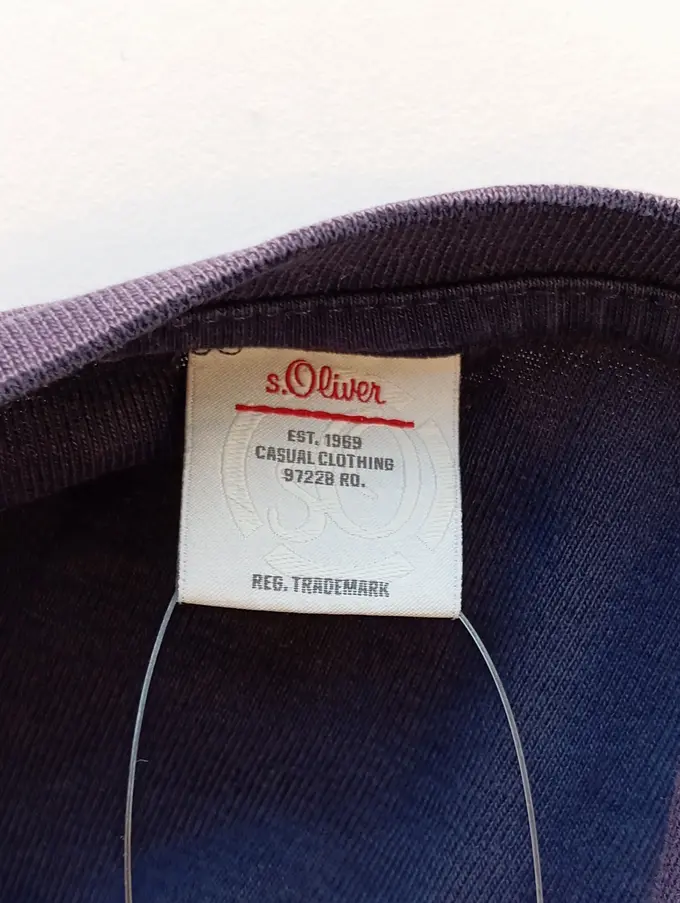 s.Oliver
EST. 1969
CASUAL CLOTHING
97228 RO.
REG. TRADEMARK